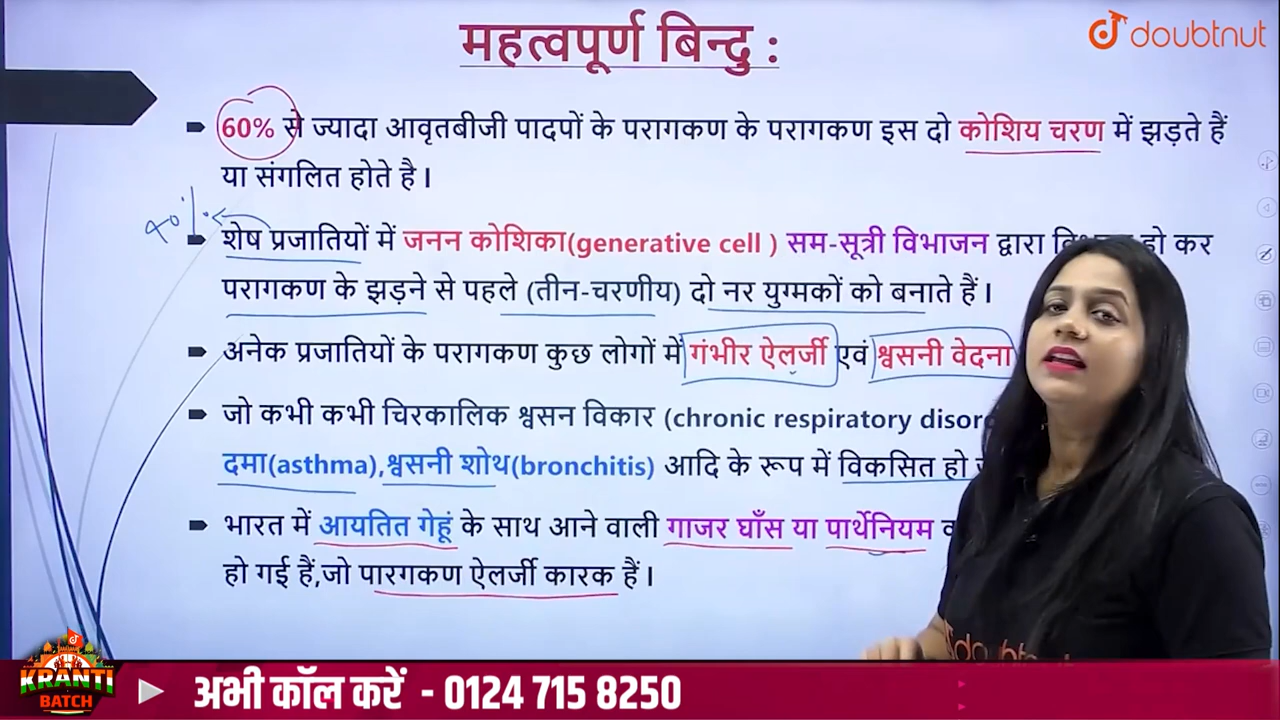 महत्वपूर्ण बिन्दु :
doubtnut
60% से ज्यादा आवृतबीजी पादपों के परागकण के परागकण इस दो कोशिय चरण में झड़ते हैं
या संगलित होते है I
40%
शेष प्रजातियों में जनन कोशिका(generative cell ) सम-सूत्री विभाजन द्वारा हो कर
परागकण के झड़ने से पहले (तीन-चरणीय) दो नर युग्मकों को बनाते हैं I
अनेक प्रजातियों के परागकण कुछ लोगों में गंभीर ऐलर्जी एवं श्वसनी वेदना
जो कभी कभी चिरकालिक श्वसन विकार (chronic respiratory
दमा(asthma),श्वसनी शोथ(bronchitis) आदि के रूप में विकसित हो
भारत में आयतित गेहूं के साथ आने वाली गाजर घाँस या पार्थेनियम
हो गई हैं,जो पारगकण ऐलर्जी कारक हैं I
doubtnut
KRANTI
BATCH
अभी कॉल करें - 0124 715 8250